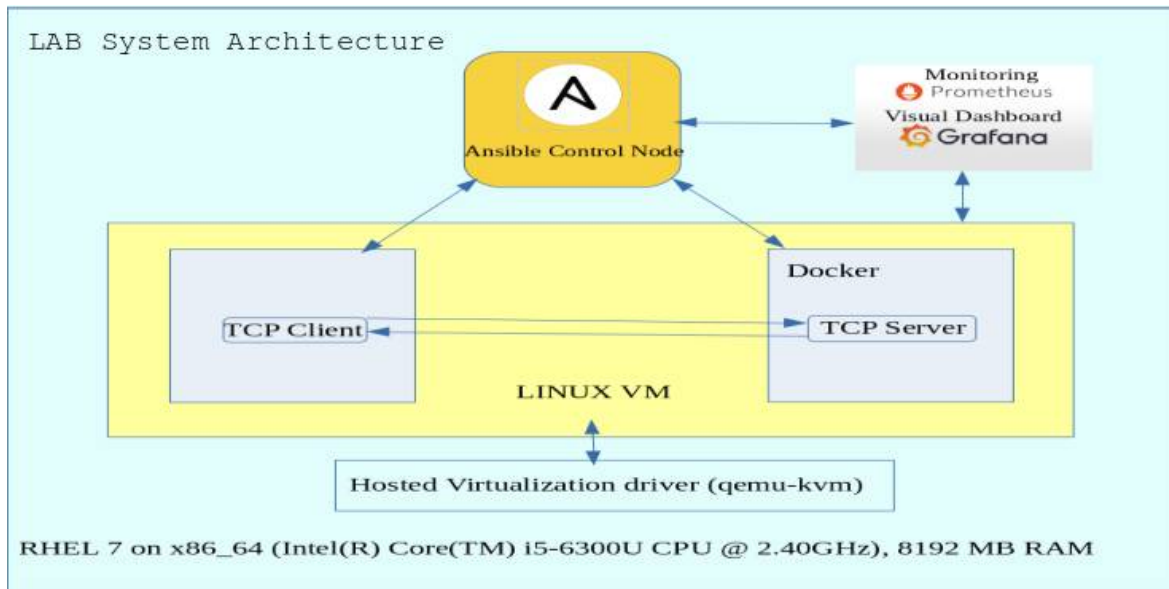 LAB System Architecture
Monitoring
Prometheus
Visual Dashboard
Grafana
Ansible Control Node
Docker
TCP Client
TCP Server
LINUX VM
Hosted Virtualization driver (qemu-kvm)
RHEL 7 on x86_64 (Intel(R) Core(TM) i5-6300U CPU @ 2.40GHz), 8192 MB RAM